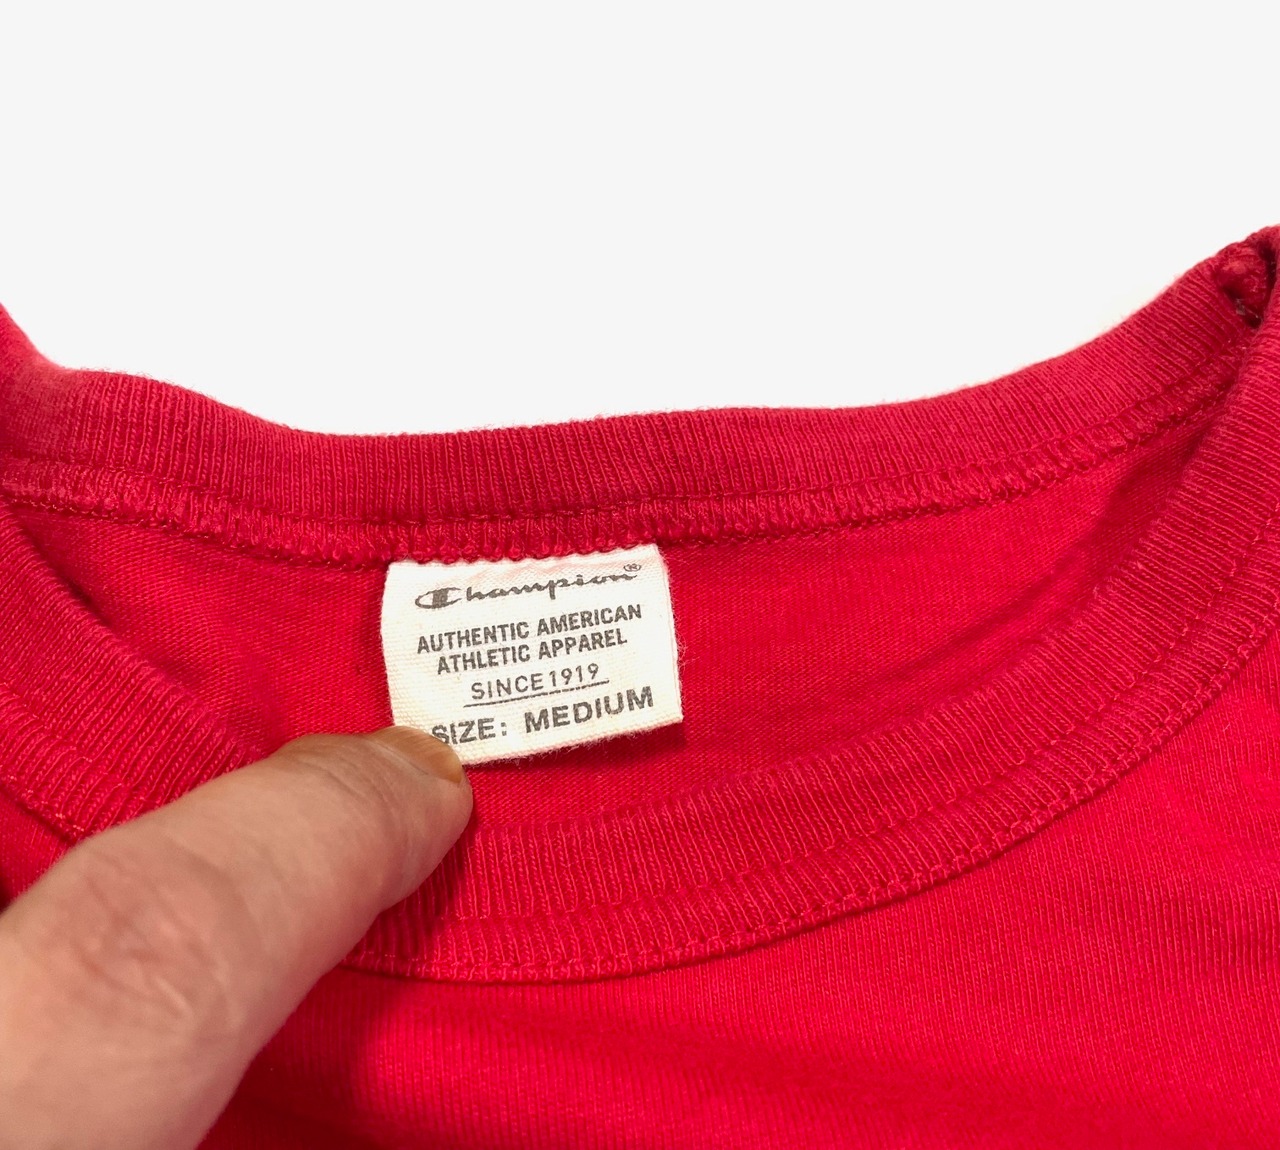 Champion®
AUTHENTIC AMERICAN
ATHLETIC APPAREL
SINCE 1919
SIZE: MEDIUM